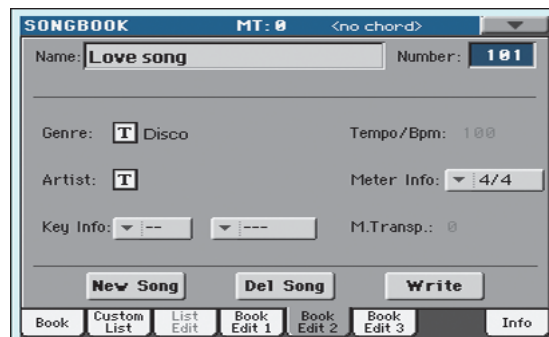 SONGBOOK MT:0 <no chord>
Name: Love song Number: 101
Genre: T Disco Tempo/Bpm: 100
Artist: T Meter Info: 4/4
Key Info: -- --- M.Transp.: 0
New Song Del Song Write
Book Custom List List Edit Book Edit 1 Book Edit 2 Book Edit 3 Info